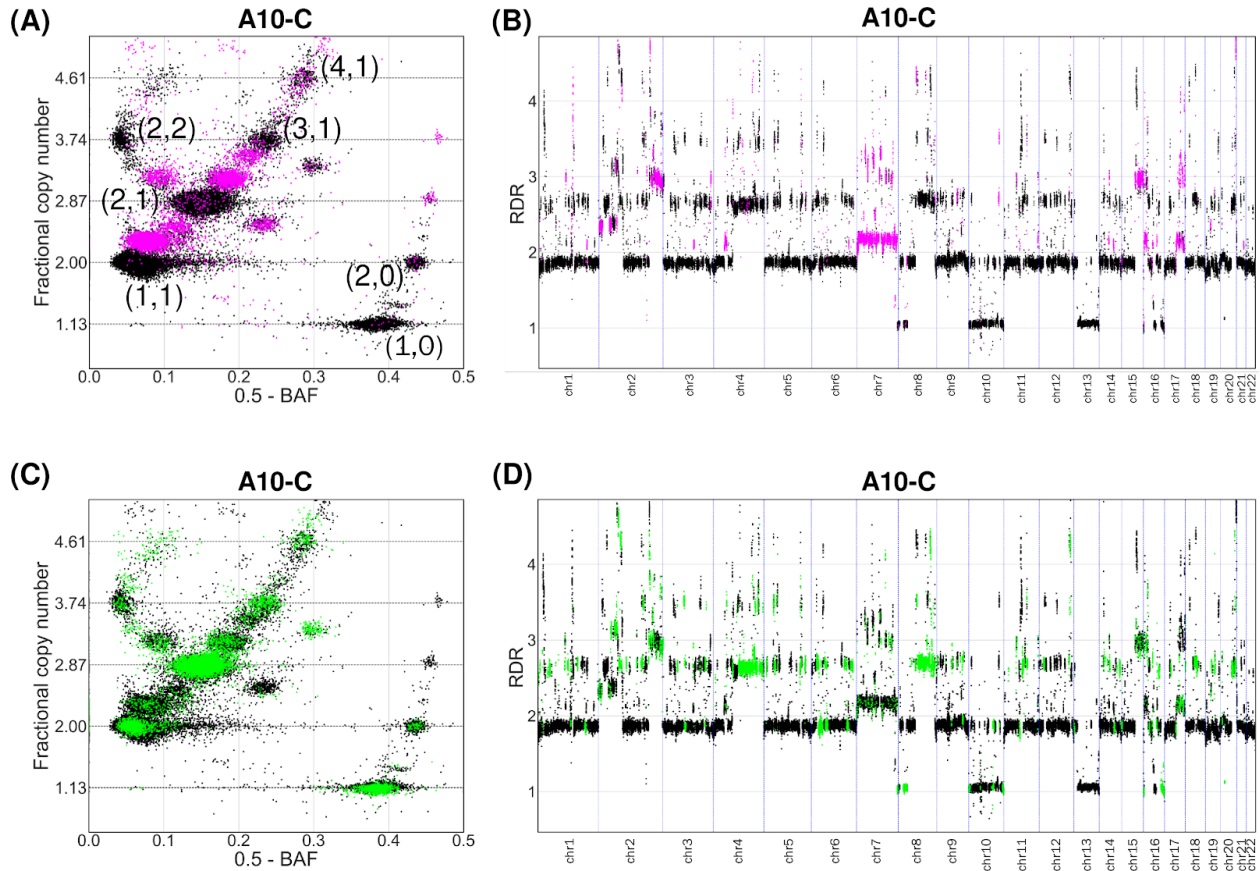 (A)
A10-C
Fractional copy number
4.61
3.74
2.87
2.00
1.13
(4,1)
(2,2)
(3,1)
(2,1)
(2,0)
(1,1)
(1,0)
0.0 0.1 0.2 0.3 0.4 0.5
0.5 - BAF
(B)
A10-C
RDR
4
3
2
1
chr1 chr2 chr3 chr4 chr5 chr6 chr7 chr8 chr9 chr10 chr11 chr12 chr13 chr14 chr15 chr16 chr17 chr18 chr19 chr20 chr21 chr22
(C)
A10-C
Fractional copy number
4.61
3.74
2.87
2.00
1.13
0.0 0.1 0.2 0.3 0.4 0.5
0.5 - BAF
(D)
A10-C
RDR
4
3
2
1
chr1 chr2 chr3 chr4 chr5 chr6 chr7 chr8 chr9 chr10 chr11 chr12 chr13 chr14 chr15 chr16 chr17 chr18 chr19 chr20 chr21 chr22